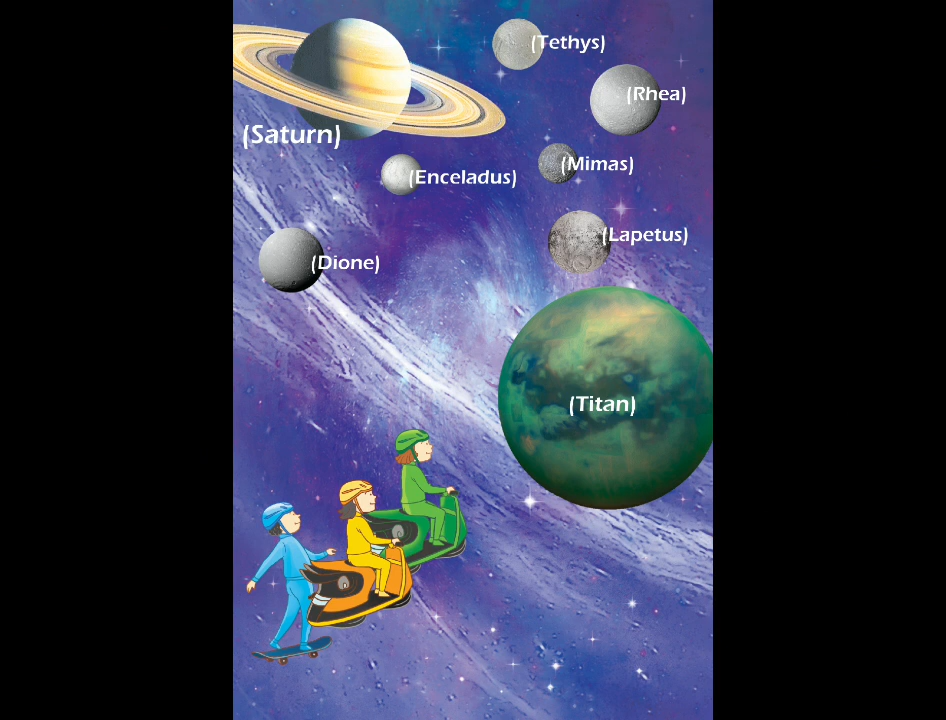 (Tethys)
(Rhea)
(Saturn)
(Mimas)
(Enceladus)
(Lapetus)
(Dione)
(Titan)